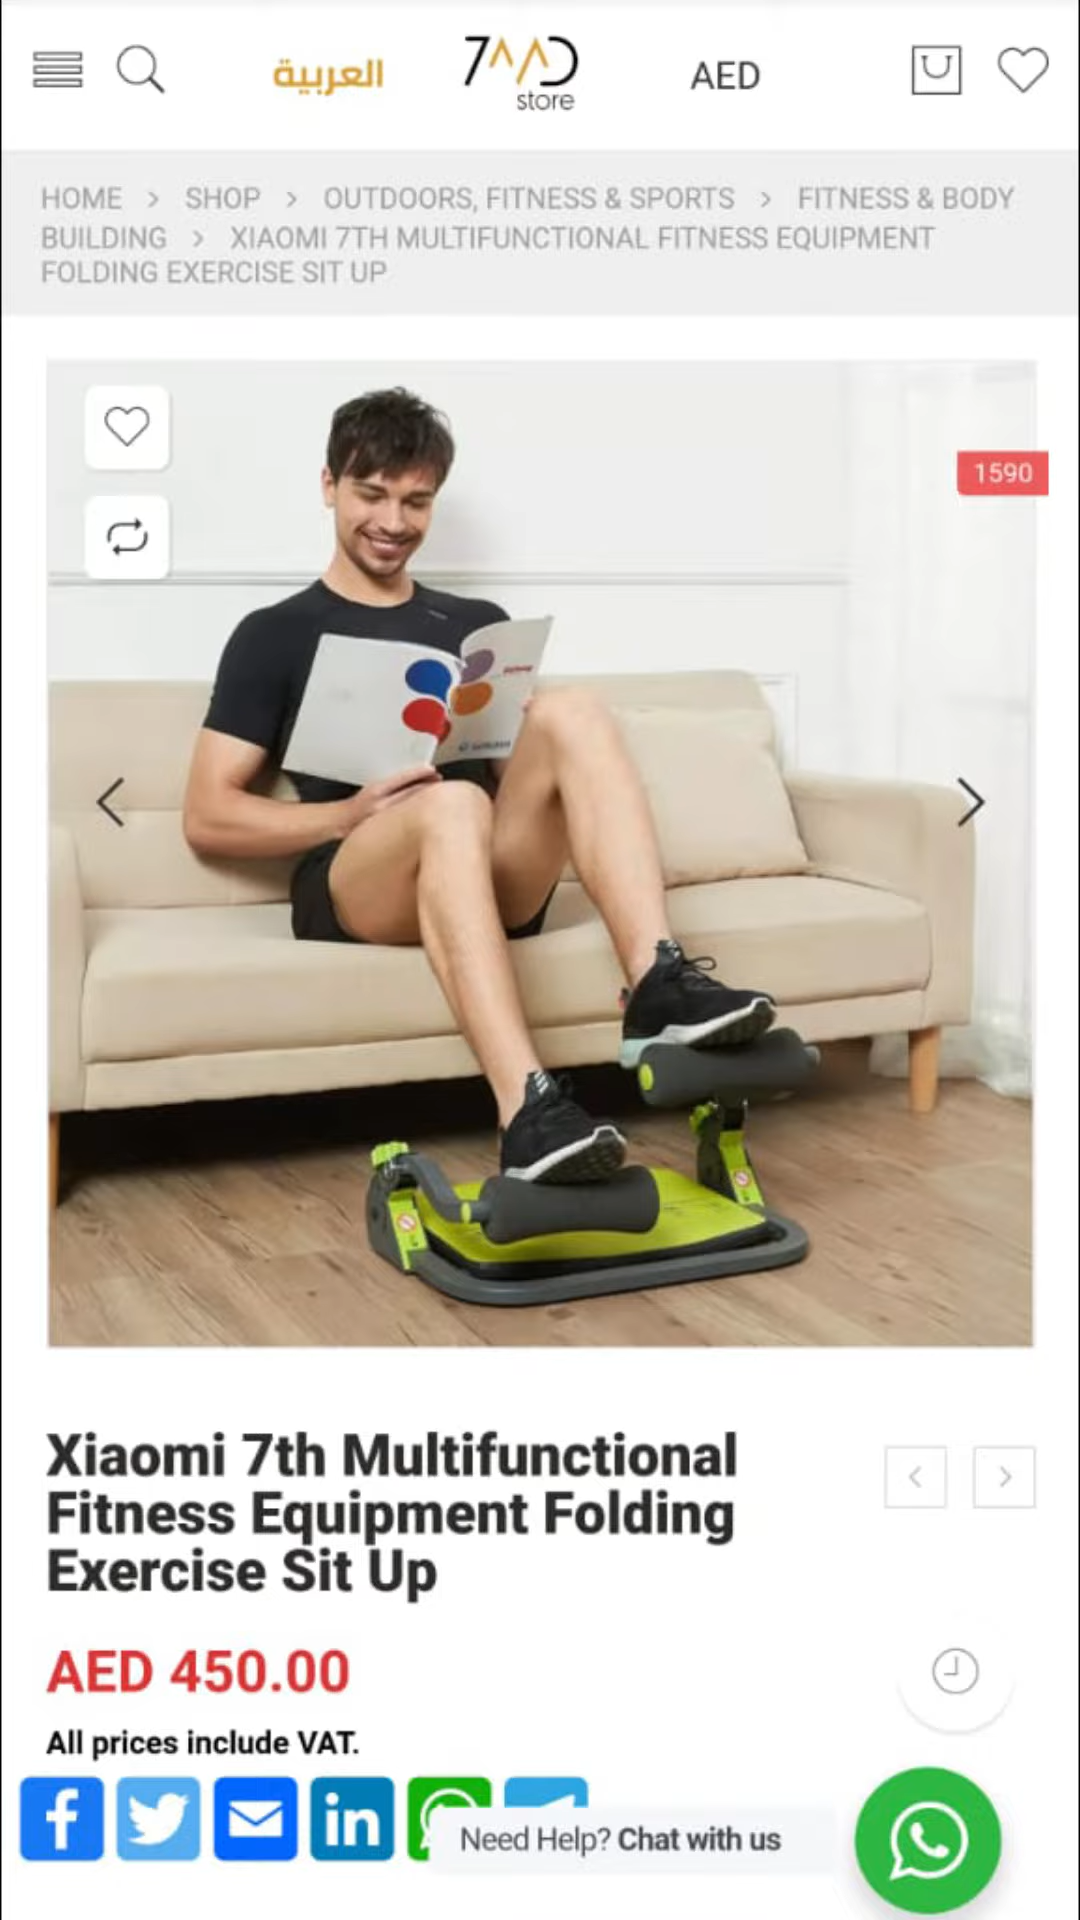 العربية
7AAD
store
AED
HOME > SHOP > OUTDOORS, FITNESS & SPORTS > FITNESS & BODY
BUILDING > XIAOMI 7TH MULTIFUNCTIONAL FITNESS EQUIPMENT
FOLDING EXERCISE SIT UP
1590
Xiaomi 7th Multifunctional
Fitness Equipment Folding
Exercise Sit Up
AED 450.00
All prices include VAT.
f
in
Need Help? Chat with us